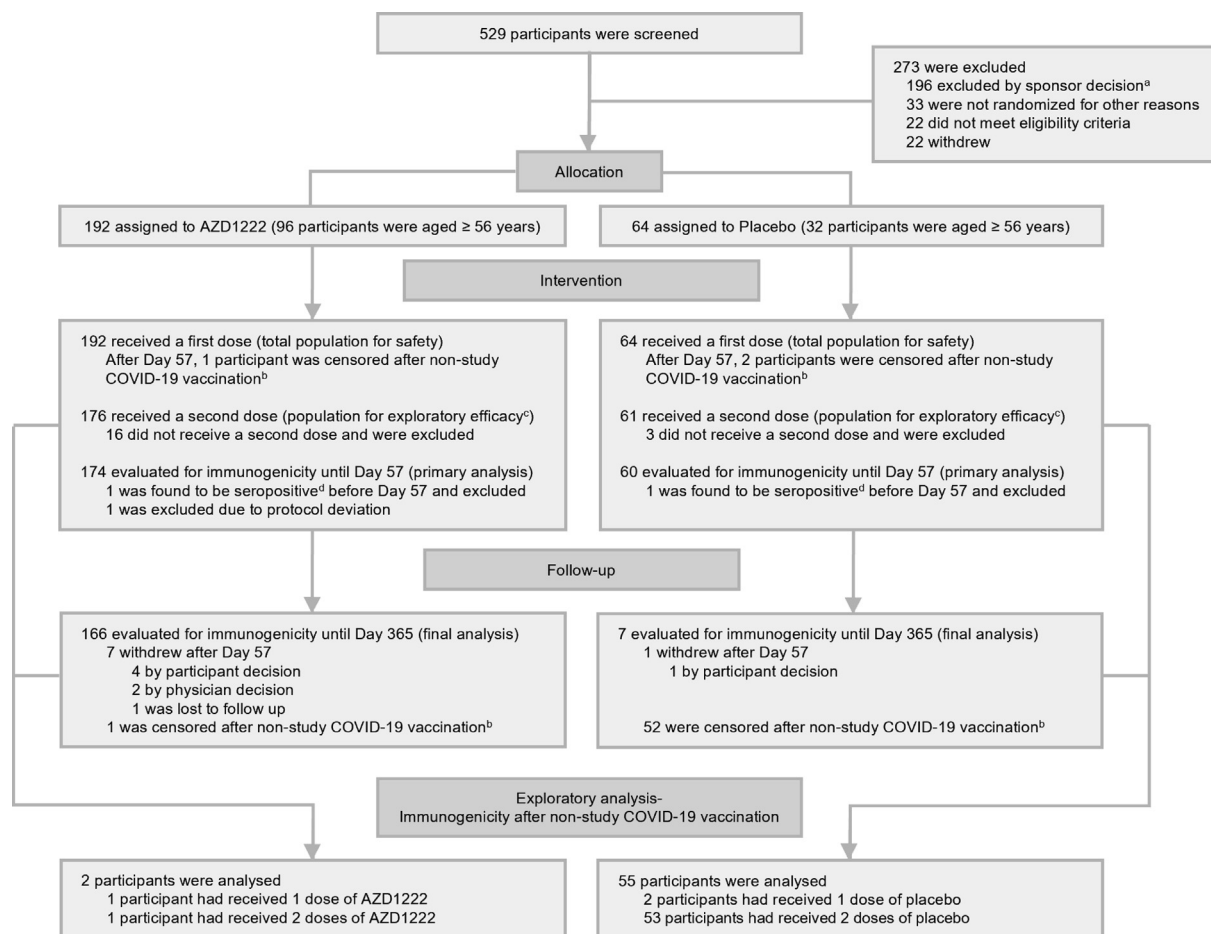 529 participants were screened
273 were excluded
196 excluded by sponsor decisionᵃ
33 were not randomized for other reasons
22 did not meet eligibility criteria
22 withdrew
Allocation
192 assigned to AZD1222 (96 participants were aged ≥ 56 years)
64 assigned to Placebo (32 participants were aged ≥ 56 years)
Intervention
192 received a first dose (total population for safety)
After Day 57, 1 participant was censored after non-study
COVID-19 vaccinationᵇ
176 received a second dose (population for exploratory efficacyᶜ)
16 did not receive a second dose and were excluded
174 evaluated for immunogenicity until Day 57 (primary analysis)
1 was found to be seropositiveᵈ before Day 57 and excluded
1 was excluded due to protocol deviation
64 received a first dose (total population for safety)
After Day 57, 2 participants were censored after non-study
COVID-19 vaccinationᵇ
61 received a second dose (population for exploratory efficacyᶜ)
3 did not receive a second dose and were excluded
60 evaluated for immunogenicity until Day 57 (primary analysis)
1 was found to be seropositiveᵈ before Day 57 and excluded
Follow-up
166 evaluated for immunogenicity until Day 365 (final analysis)
7 withdrew after Day 57
4 by participant decision
2 by physician decision
1 was lost to follow up
1 was censored after non-study COVID-19 vaccinationᵇ
7 evaluated for immunogenicity until Day 365 (final analysis)
1 withdrew after Day 57
1 by participant decision
52 were censored after non-study COVID-19 vaccinationᵇ
Exploratory analysis-
Immunogenicity after non-study COVID-19 vaccination
2 participants were analysed
1 participant had received 1 dose of AZD1222
1 participant had received 2 doses of AZD1222
55 participants were analysed
2 participants had received 1 dose of placebo
53 participants had received 2 doses of placebo